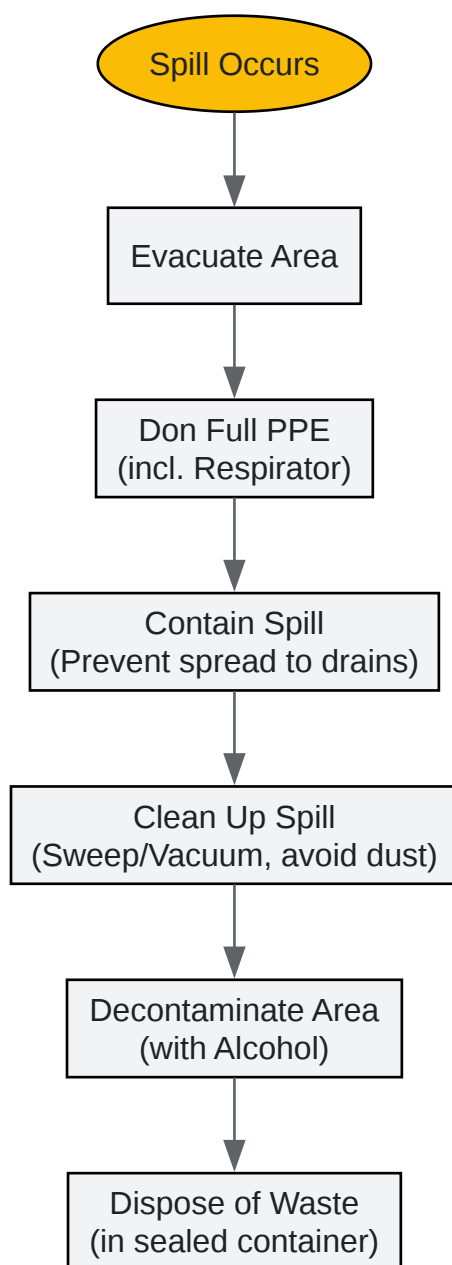 Spill Occurs
Evacuate Area
Don Full PPE
(incl. Respirator)
Contain Spill
(Prevent spread to drains)
Clean Up Spill
(Sweep/Vacuum, avoid dust)
Decontaminate Area
(with Alcohol)
Dispose of Waste
(in sealed container)